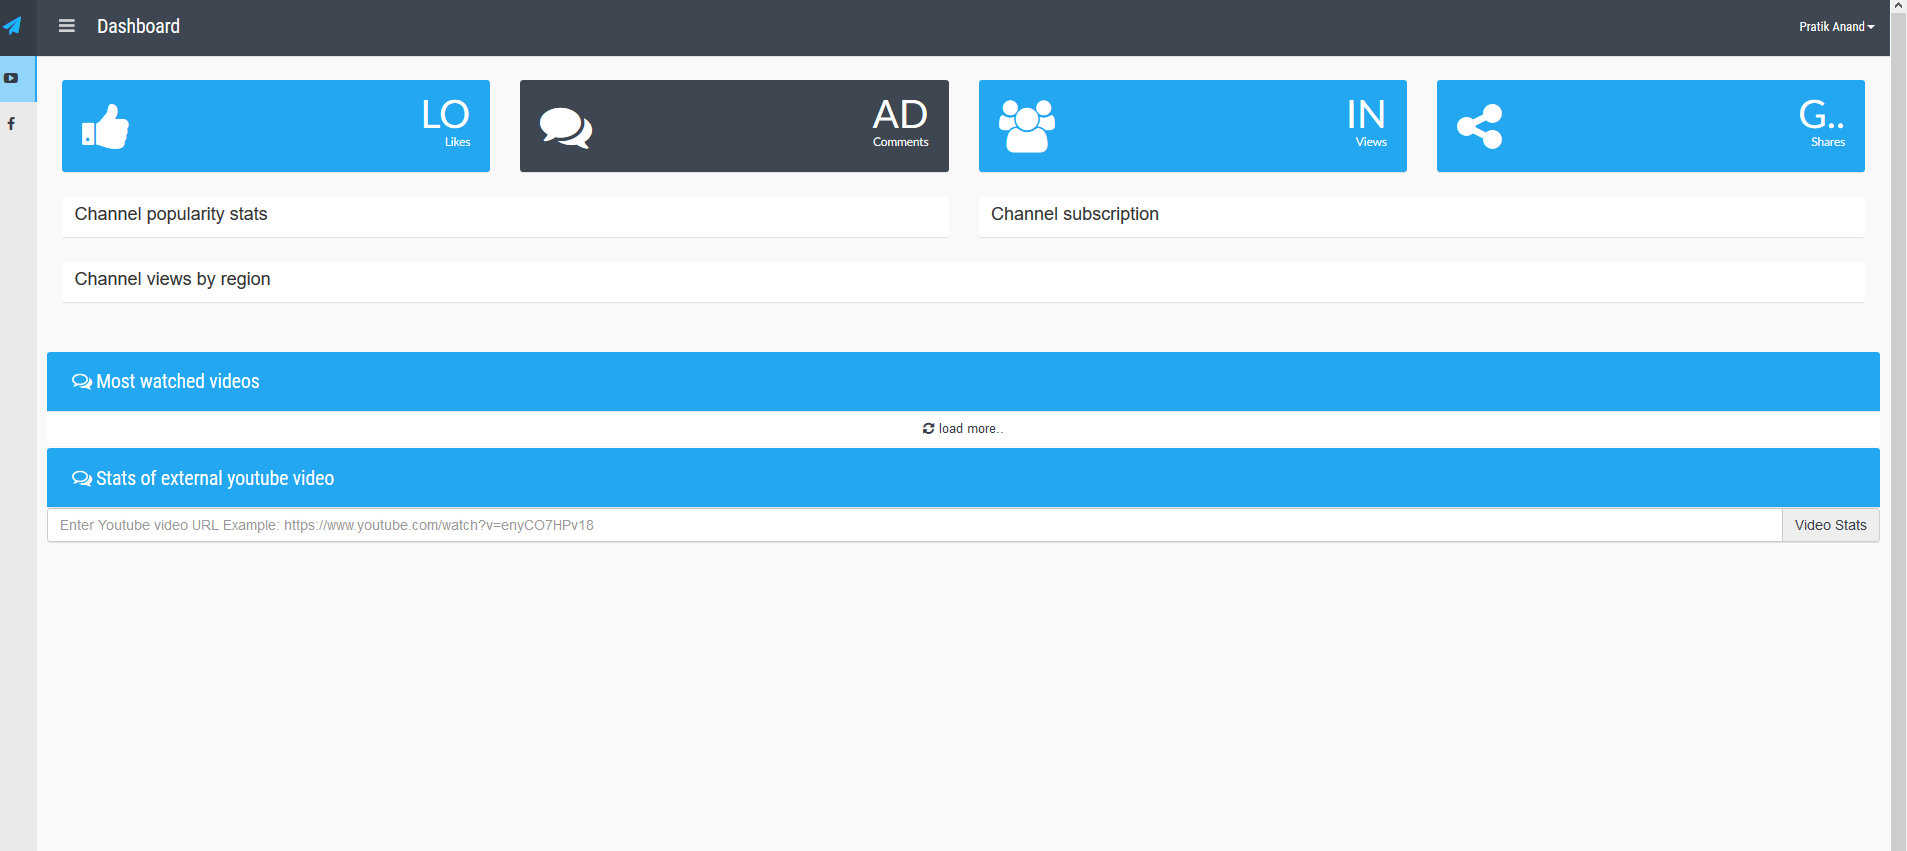 Dashboard
Pratik Anand
LO
Likes
AD
Comments
IN
Views
G..
Shares
Channel popularity stats
Channel subscription
Channel views by region
Most watched videos
load more..
Stats of external youtube video
Enter Youtube video URL Example: https://www.youtube.com/watch?v=enyCO7HPv18
Video Stats